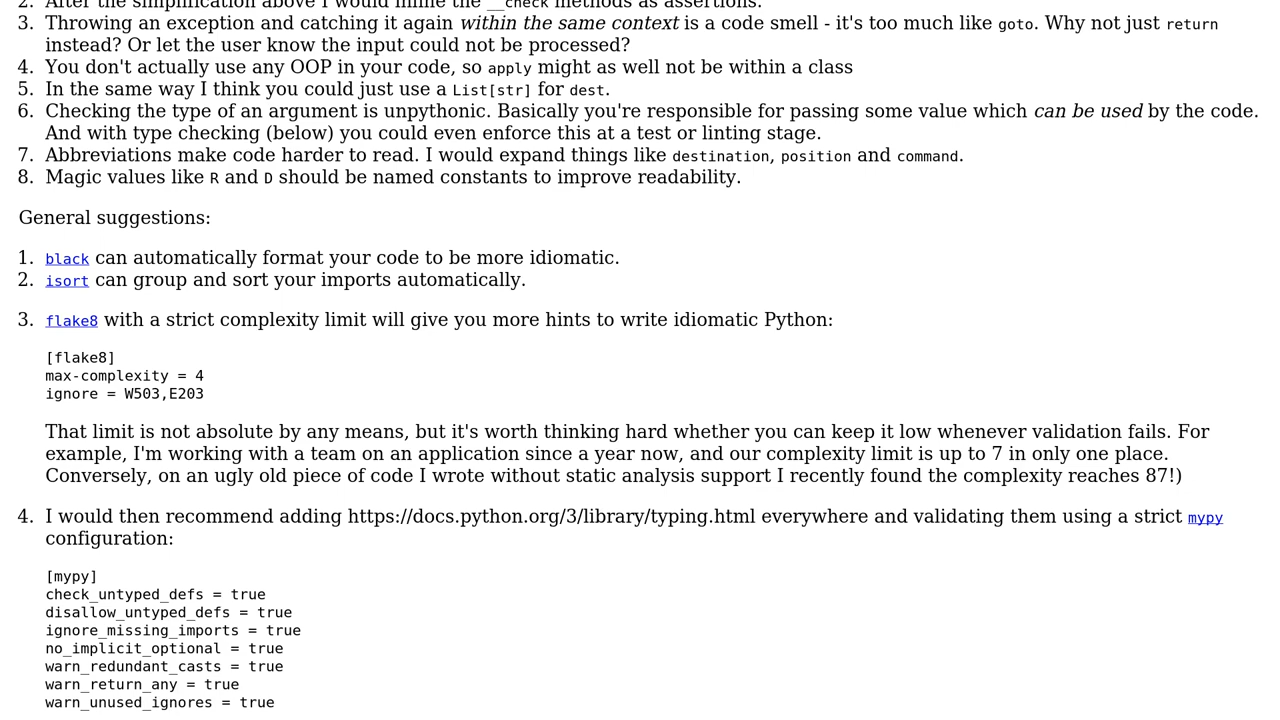 2. After the simplification above I would inline the __check methods as assertions.
3. Throwing an exception and catching it again within the same context is a code smell - it's too much like goto. Why not just return
instead? Or let the user know the input could not be processed?
4. You don't actually use any OOP in your code, so apply might as well not be within a class
5. In the same way I think you could just use a List[str] for dest.
6. Checking the type of an argument is unpythonic. Basically you're responsible for passing some value which can be used by the code.
And with type checking (below) you could even enforce this at a test or linting stage.
7. Abbreviations make code harder to read. I would expand things like destination, position and command.
8. Magic values like R and D should be named constants to improve readability.
General suggestions:
1. black can automatically format your code to be more idiomatic.
2. isort can group and sort your imports automatically.
3. flake8 with a strict complexity limit will give you more hints to write idiomatic Python:
[flake8]
max-complexity = 4
ignore = W503,E203
That limit is not absolute by any means, but it's worth thinking hard whether you can keep it low whenever validation fails. For
example, I'm working with a team on an application since a year now, and our complexity limit is up to 7 in only one place.
Conversely, on an ugly old piece of code I wrote without static analysis support I recently found the complexity reaches 87!)
4. I would then recommend adding https://docs.python.org/3/library/typing.html everywhere and validating them using a strict mypy
configuration:
[mypy]
check_untyped_defs = true
disallow_untyped_defs = true
ignore_missing_imports = true
no_implicit_optional = true
warn_redundant_casts = true
warn_return_any = true
warn_unused_ignores = true